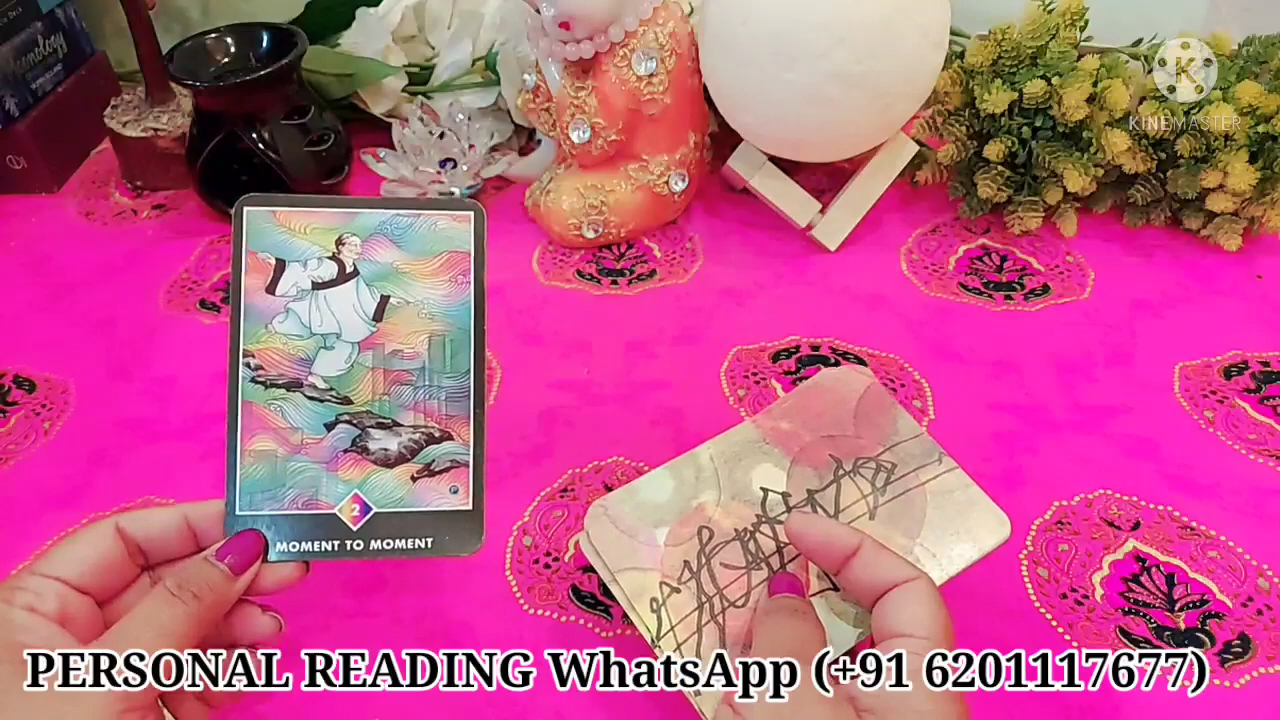 K
KINEMASTER
2
MOMENT TO MOMENT
PERSONAL READING WhatsApp (+91 6201117677)